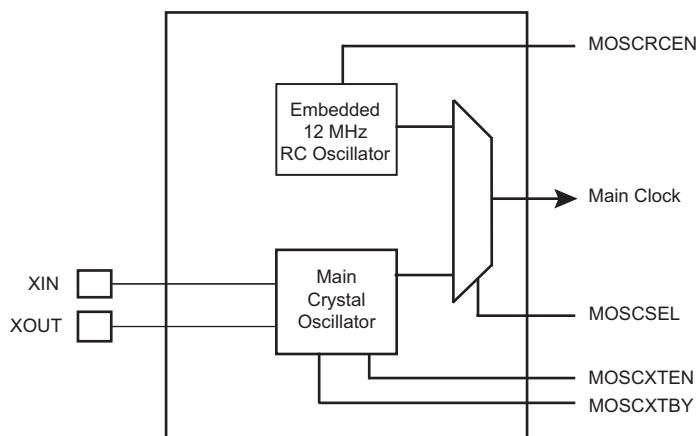 MOSCRCEN
Embedded
12 MHz
RC Oscillator
Main Clock
XIN
XOUT
Main
Crystal
Oscillator
MOSCSEL
MOSCXTEN
MOSCXTBY